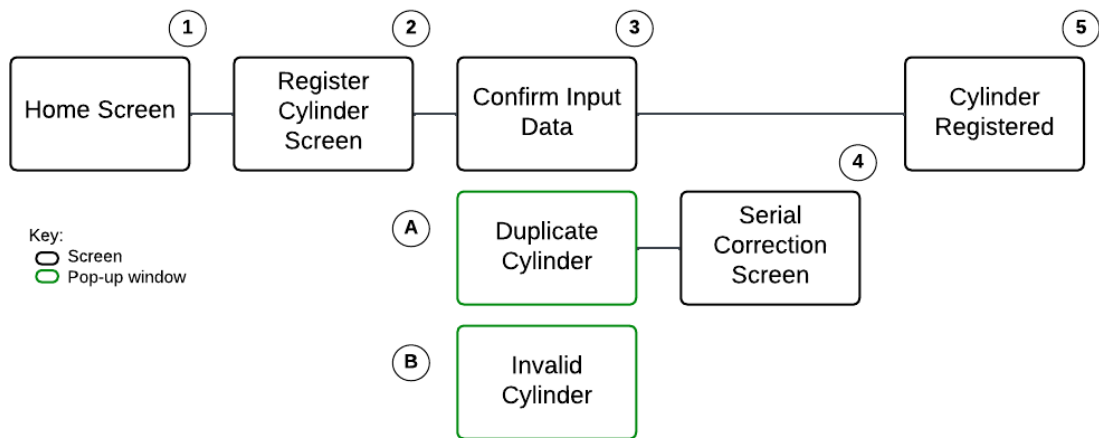 1
2
3
5
Home Screen
Register
Cylinder
Screen
Confirm Input
Data
Cylinder
Registered
4
A
Duplicate
Cylinder
Serial
Correction
Screen
Key:
Screen
Pop-up window
B
Invalid
Cylinder